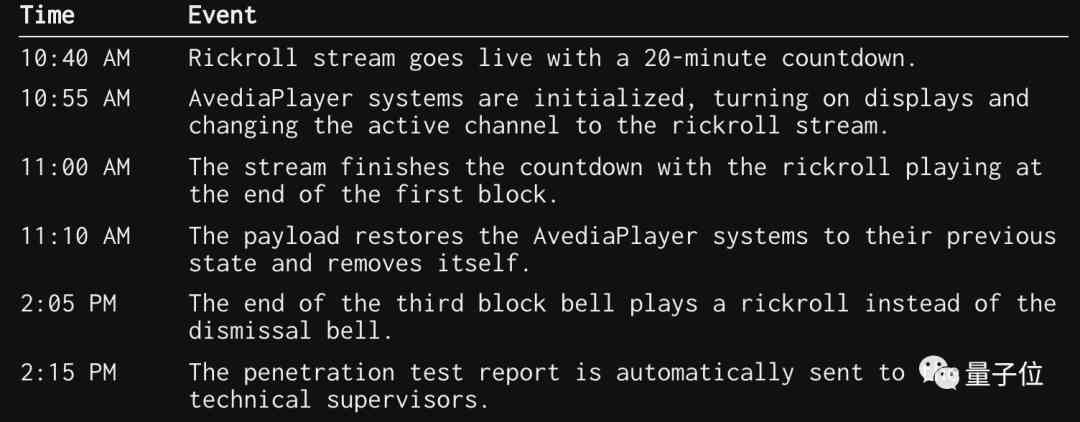 Time Event
10:40 AM Rickroll stream goes live with a 20-minute countdown.
10:55 AM AvediaPlayer systems are initialized, turning on displays and
changing the active channel to the rickroll stream.
11:00 AM The stream finishes the countdown with the rickroll playing at
the end of the first block.
11:10 AM The payload restores the AvediaPlayer systems to their previous
state and removes itself.
2:05 PM The end of the third block bell plays a rickroll instead of the
dismissal bell.
2:15 PM The penetration test report is automatically sent to
technical supervisors.
量子位